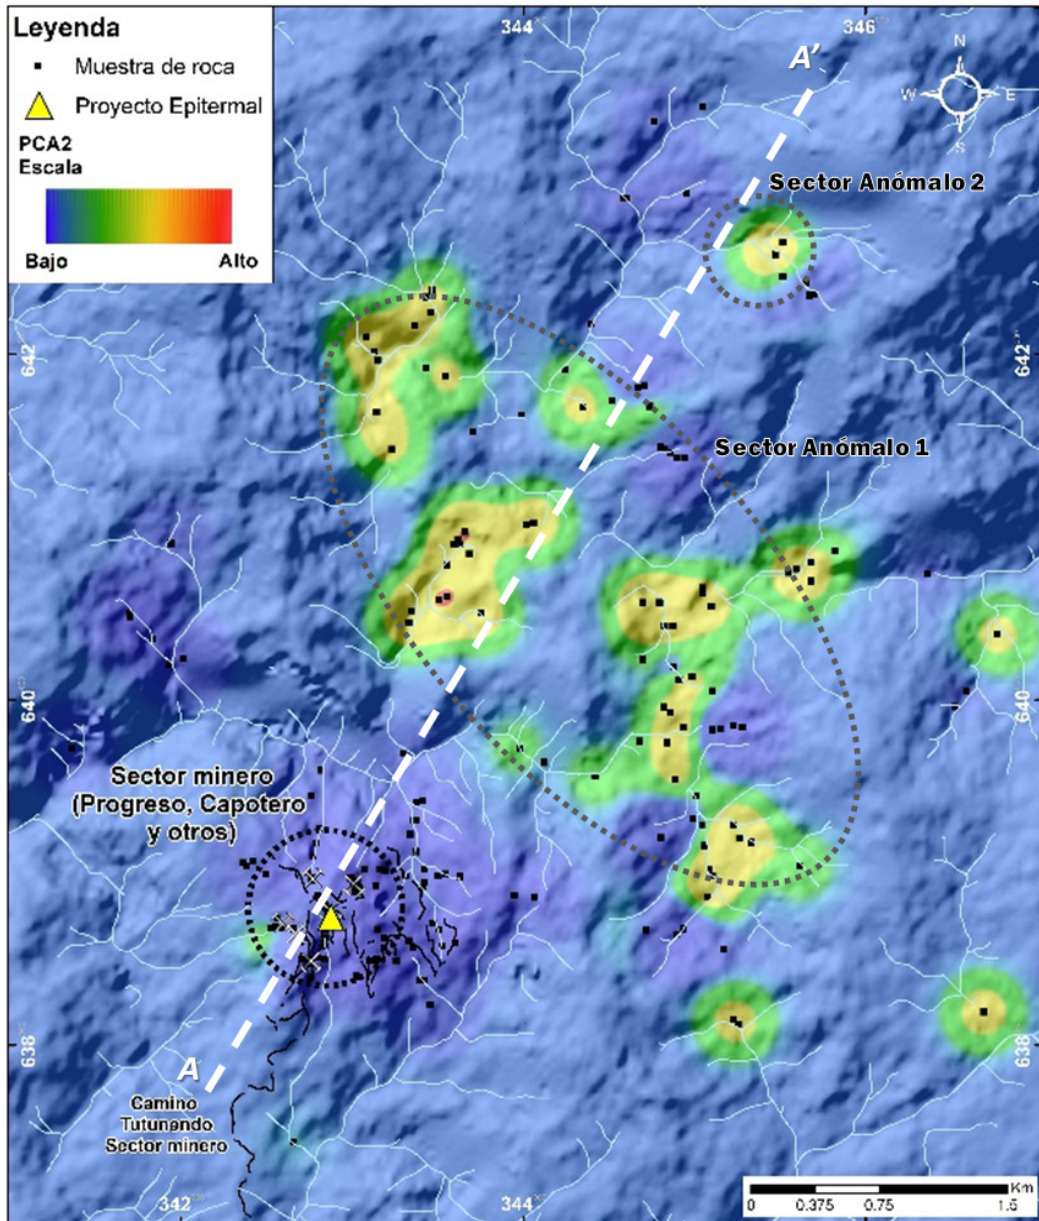 Leyenda
Muestra de roca
Proyecto Epitermal
PCA2
Escala
Bajo
Alto
344
346
A'
N
W
E
S
Sector Anómalo 2
642
642
Sector Anómalo 1
640
640
Sector minero
(Progreso, Capotero
y otros)
638
638
A
Camino
Tutunendo
Sector minero
342
344
Km
0
0.375
0.75
1.5